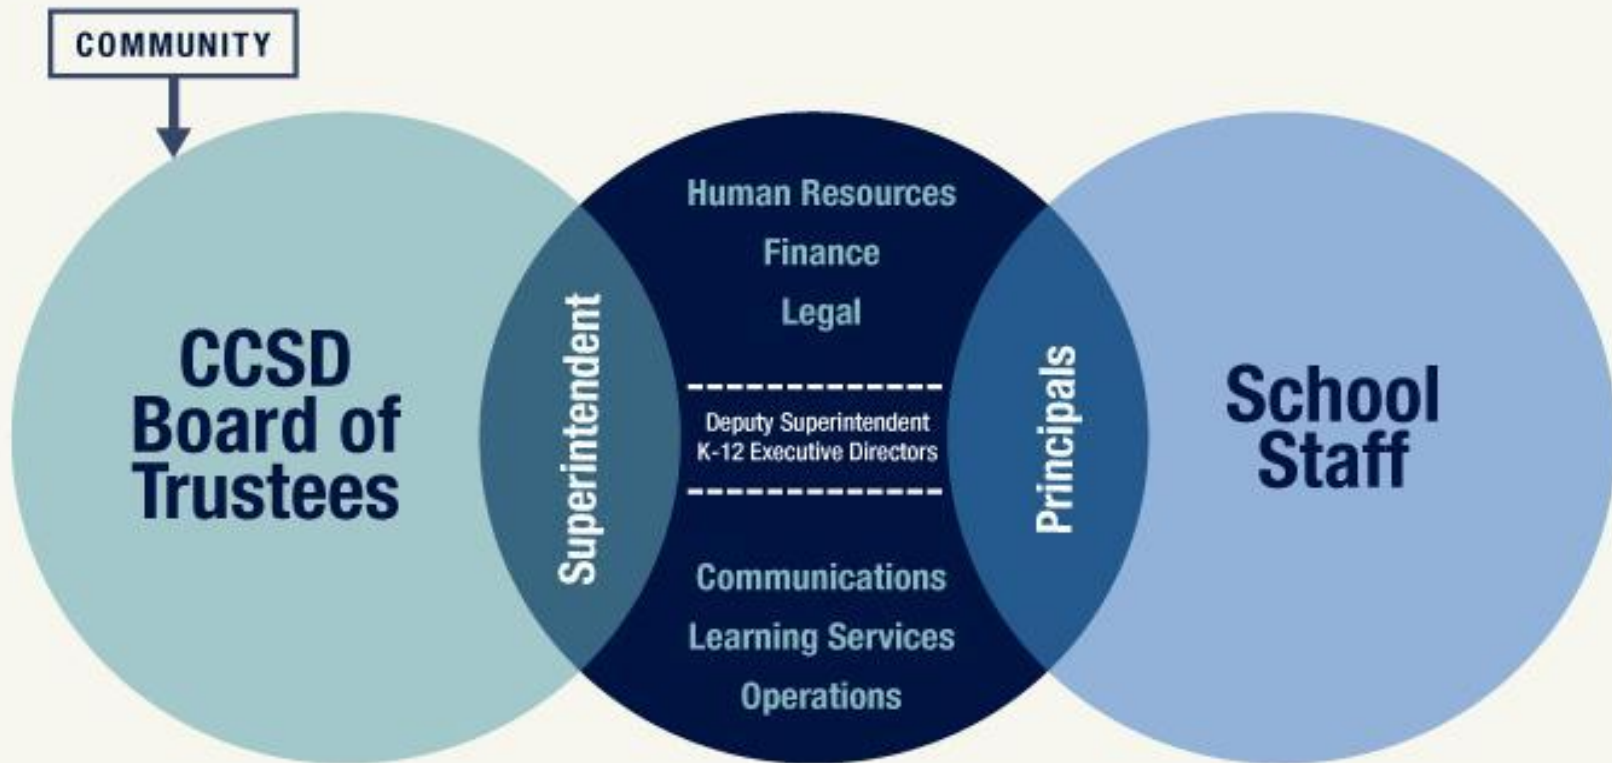 COMMUNITY
CCSD
Board of
Trustees
Superintendent
Human Resources
Finance
Legal
Deputy Superintendent
K-12 Executive Directors
Communications
Learning Services
Operations
Principals
School
Staff